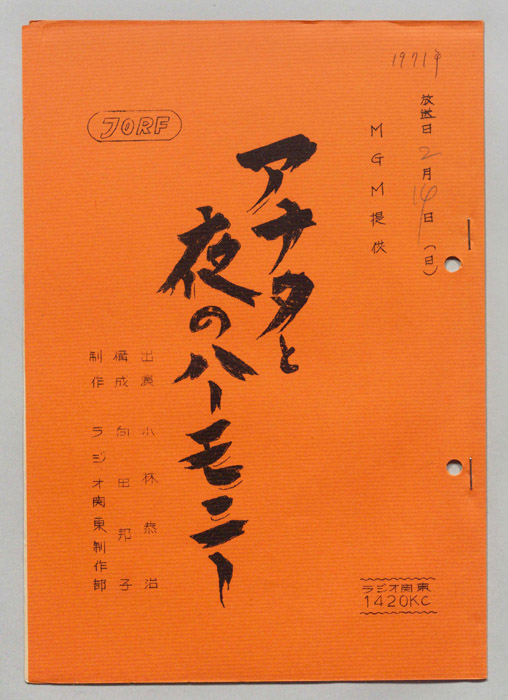 1971年
放送日 2月14日(日)
MGM提供
JORF
アナタと
夜のハーモニー
出演 小林恭治
構成 向田邦子
制作 ラジオ関東制作部
ラジオ関東
1420KC